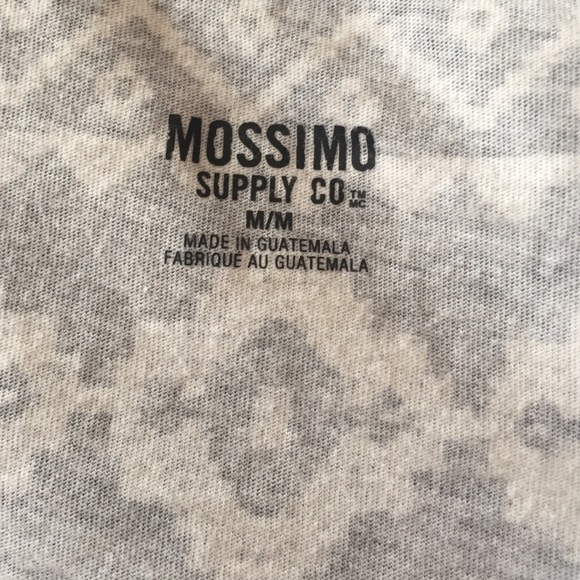 MOSSIMO
SUPPLY CO TM MC
M/M
MADE IN GUATEMALA
FABRIQUE AU GUATEMALA